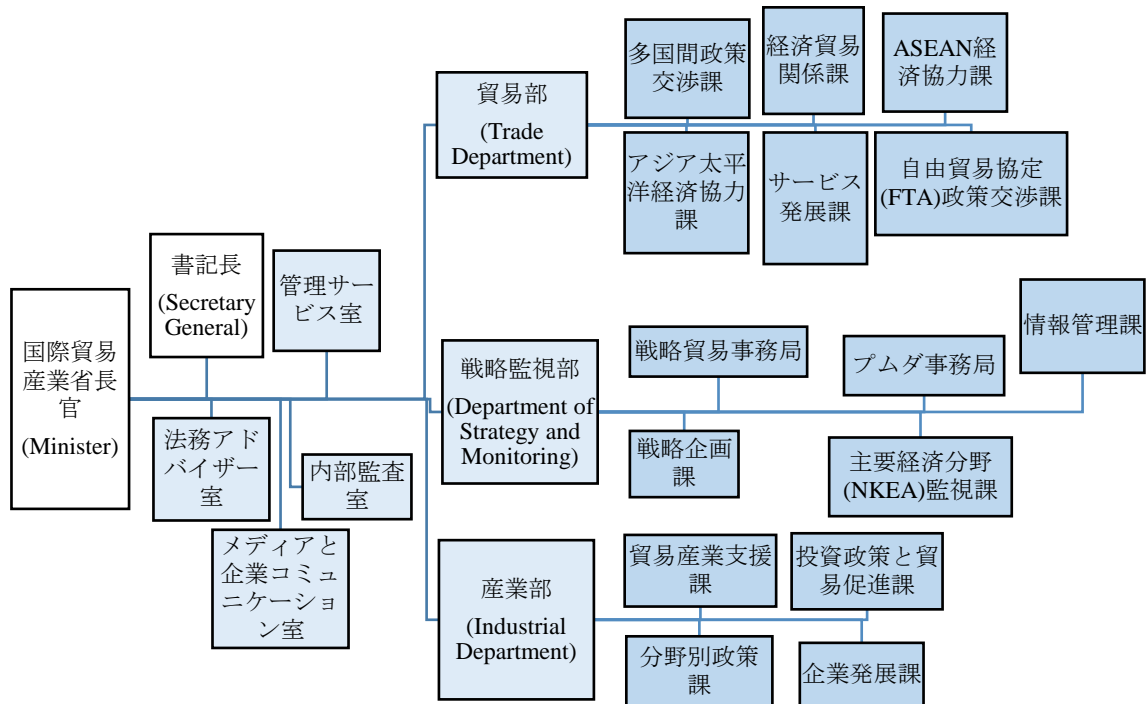 国際貿易
産業省長
官
(Minister)
書記長
(Secretary
General)
管理サー
ビス室
法務アド
バイザー
室
内部監査
室
メディアと
企業コミュ
ニケーショ
ン室
貿易部
(Trade
Department)
多国間政策
交渉課
経済貿易
関係課
ASEAN経
済協力課
アジア太平
洋経済協力
課
サービス
発展課
自由貿易協定
(FTA)政策交渉課
戦略監視部
(Department of
Strategy and
Monitoring)
戦略貿易事務局
プムダ事務局
情報管理課
戦略企画
課
主要経済分野
(NKEA)監視課
産業部
(Industrial
Department)
貿易産業支援
課
投資政策と貿
易促進課
分野別政策
課
企業発展課